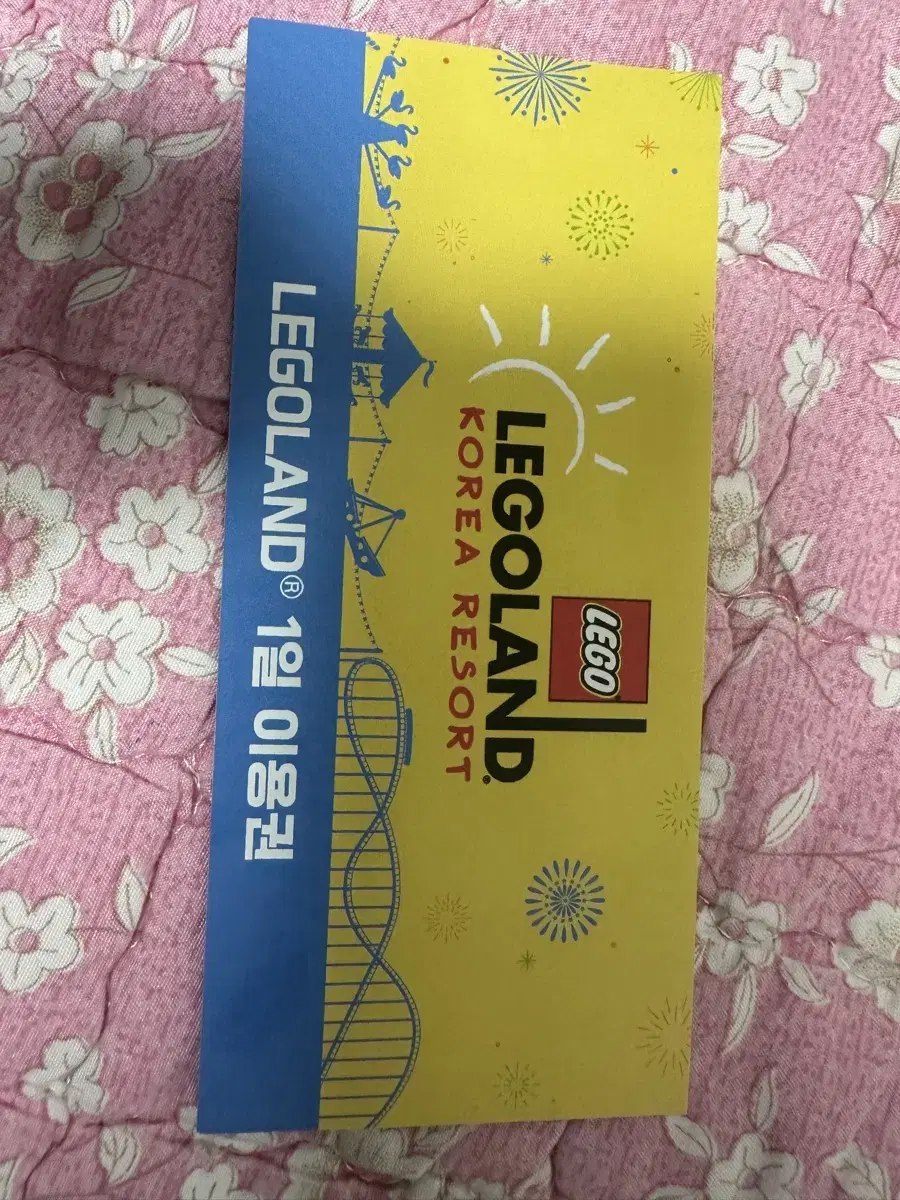 LEGO
LEGOLAND®
KOREA RESORT
LEGOLAND® 1일 이용권